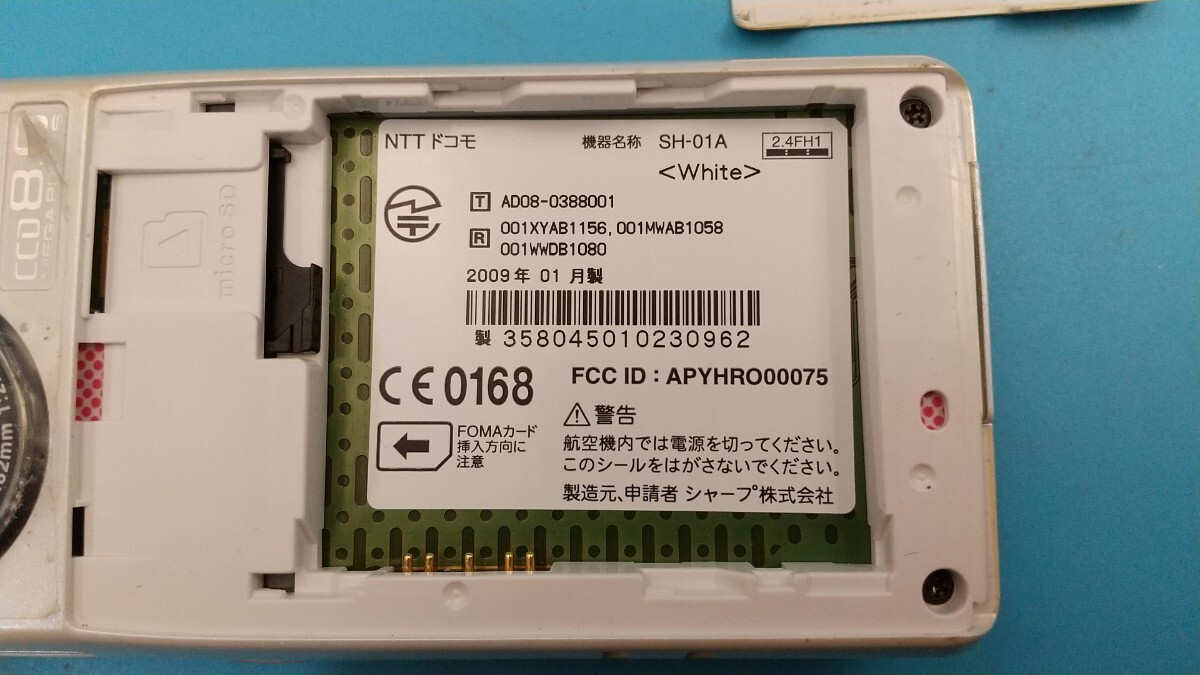 NTT ドコモ 機器名称 SH-01A 2.4FH1
<White>
T AD08-0388001
R 001XYAB1156, 001MWAB1058
001WWDB1080
2009年 01月製
製 358045010230962
CE0168 FCC ID : APYHRO00075
警告
FOMAカード
挿入方向に
注意
航空機内では電源を切ってください。
このシールをはがさないでください。
製造元、申請者 シャープ株式会社
micro SD
CCD 8.
MEGAPI